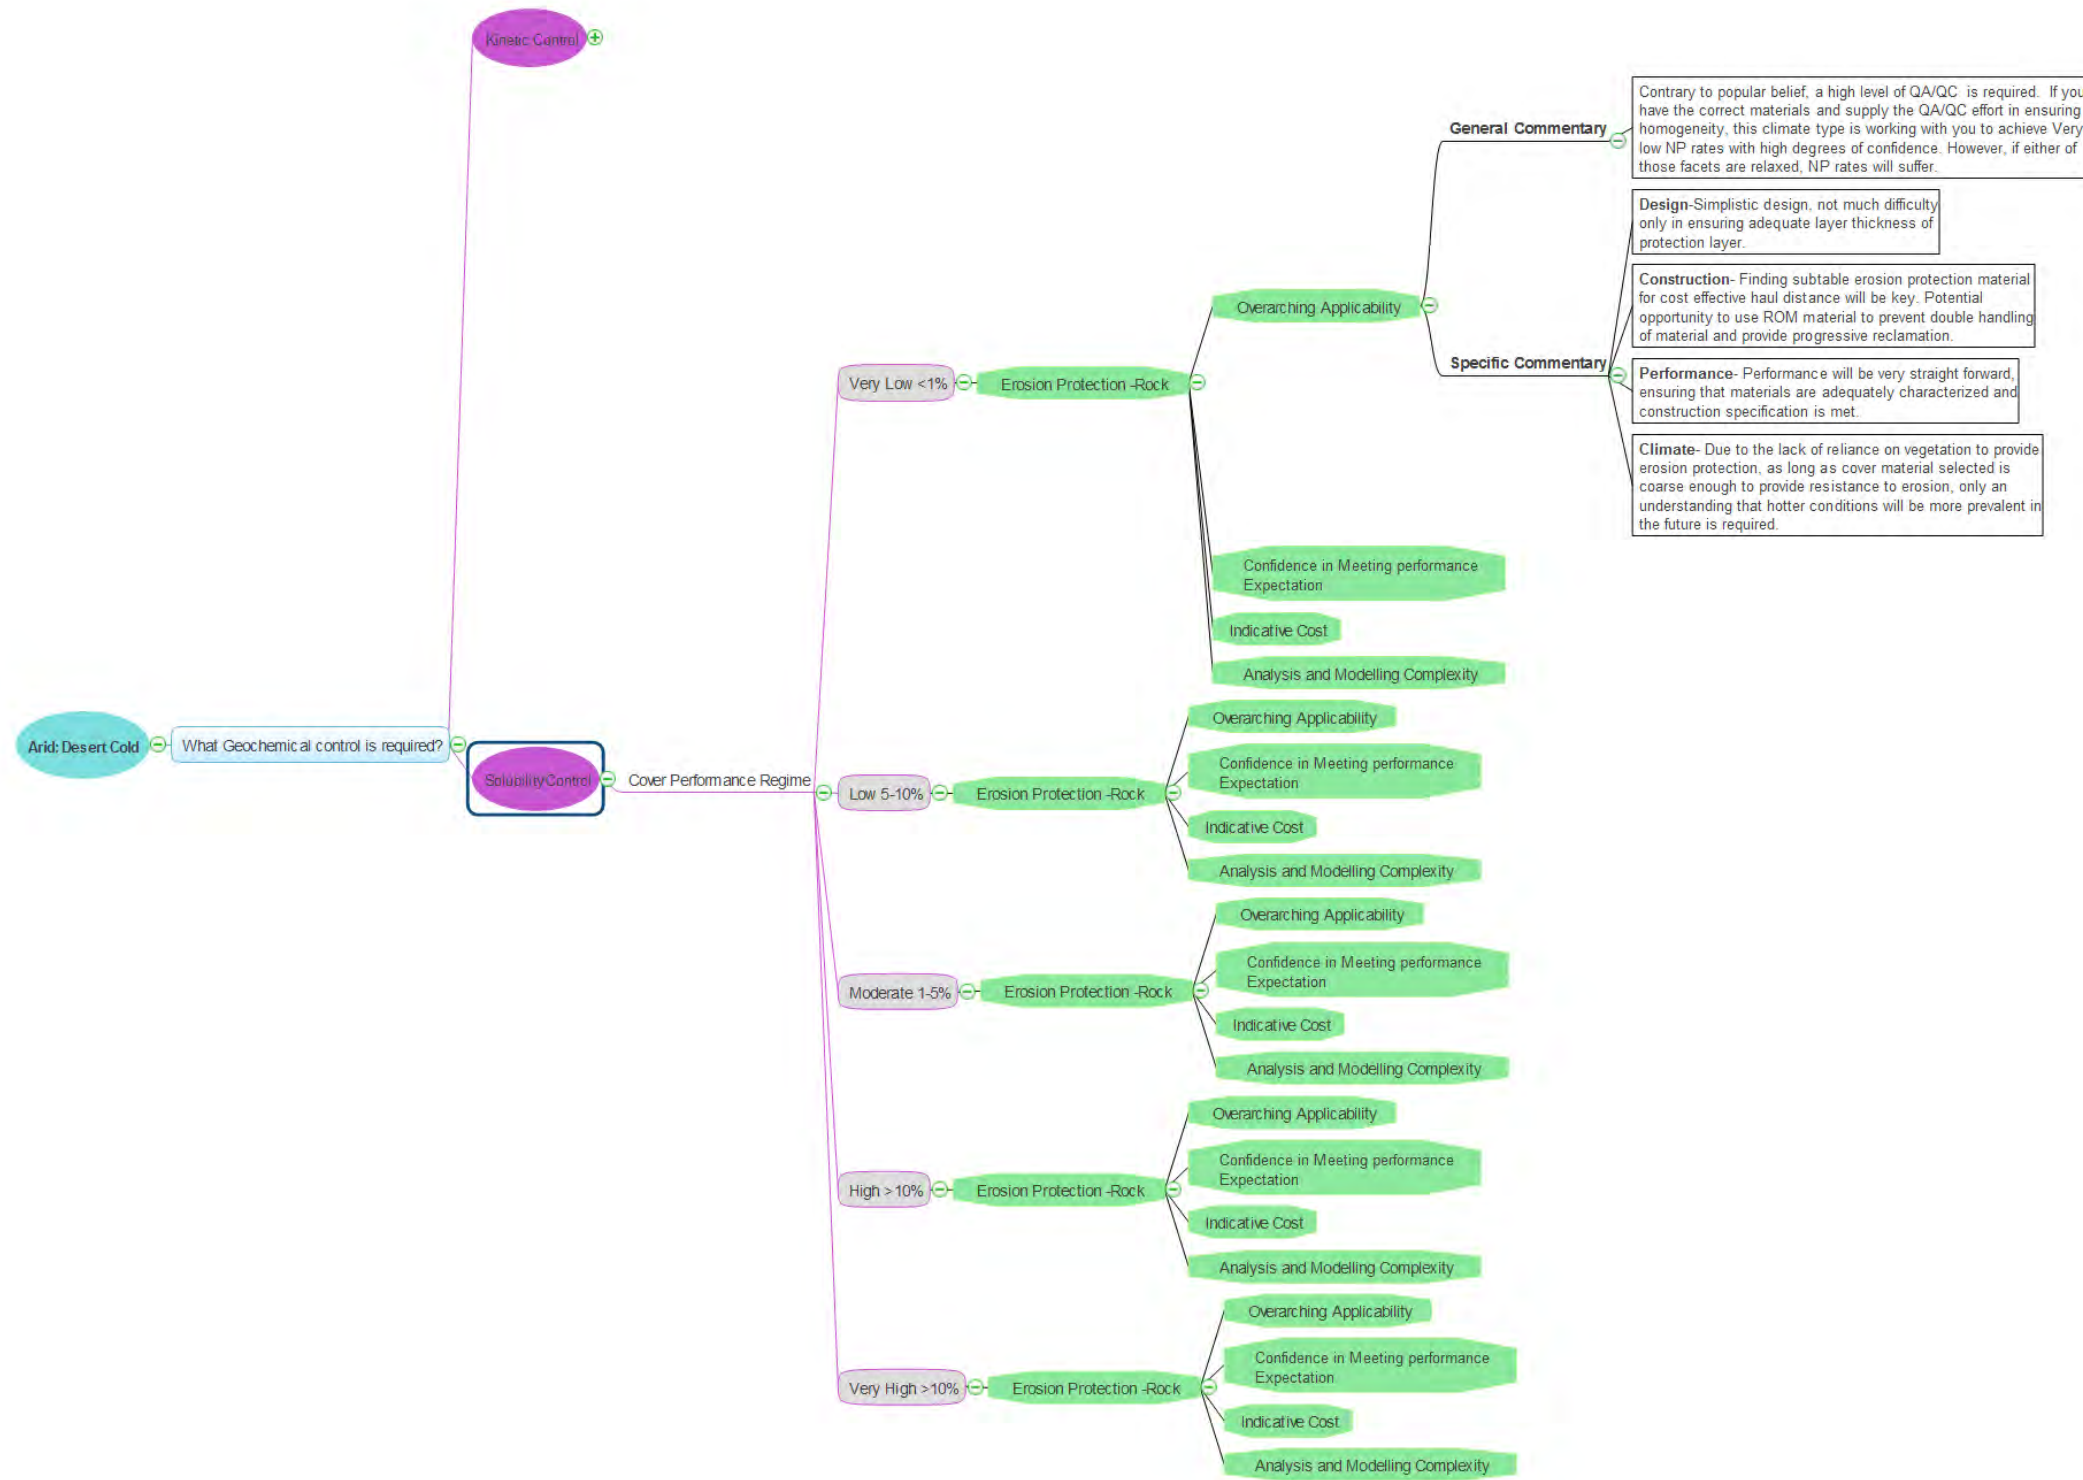 Kinetic Control
Arid: Desert Cold
What Geochemical control is required?
Solubility Control
Cover Performance Regime
Very Low <1%
Erosion Protection -Rock
Overarching Applicability
General Commentary
Contrary to popular belief, a high level of QA/QC is required. If you
have the correct materials and supply the QA/QC effort in ensuring
homogeneity, this climate type is working with you to achieve Very
low NP rates with high degrees of confidence. However, if either of
those facets are relaxed, NP rates will suffer.
Specific Commentary
Design-Simplistic design, not much difficulty
only in ensuring adequate layer thickness of
protection layer.
Construction- Finding subtable erosion protection material
for cost effective haul distance will be key. Potential
opportunity to use ROM material to prevent double handling
of material and provide progressive reclamation.
Performance- Performance will be very straight forward,
ensuring that materials are adequately characterized and
construction specification is met.
Climate- Due to the lack of reliance on vegetation to provide
erosion protection, as long as cover material selected is
coarse enough to provide resistance to erosion, only an
understanding that hotter conditions will be more prevalent in
the future is required.
Confidence in Meeting performance
Expectation
Indicative Cost
Analysis and Modelling Complexity
Low 5-10%
Erosion Protection -Rock
Overarching Applicability
Confidence in Meeting performance
Expectation
Indicative Cost
Analysis and Modelling Complexity
Moderate 1-5%
Erosion Protection -Rock
Overarching Applicability
Confidence in Meeting performance
Expectation
Indicative Cost
Analysis and Modelling Complexity
High >10%
Erosion Protection -Rock
Overarching Applicability
Confidence in Meeting performance
Expectation
Indicative Cost
Analysis and Modelling Complexity
Very High >10%
Erosion Protection -Rock
Overarching Applicability
Confidence in Meeting performance
Expectation
Indicative Cost
Analysis and Modelling Complexity